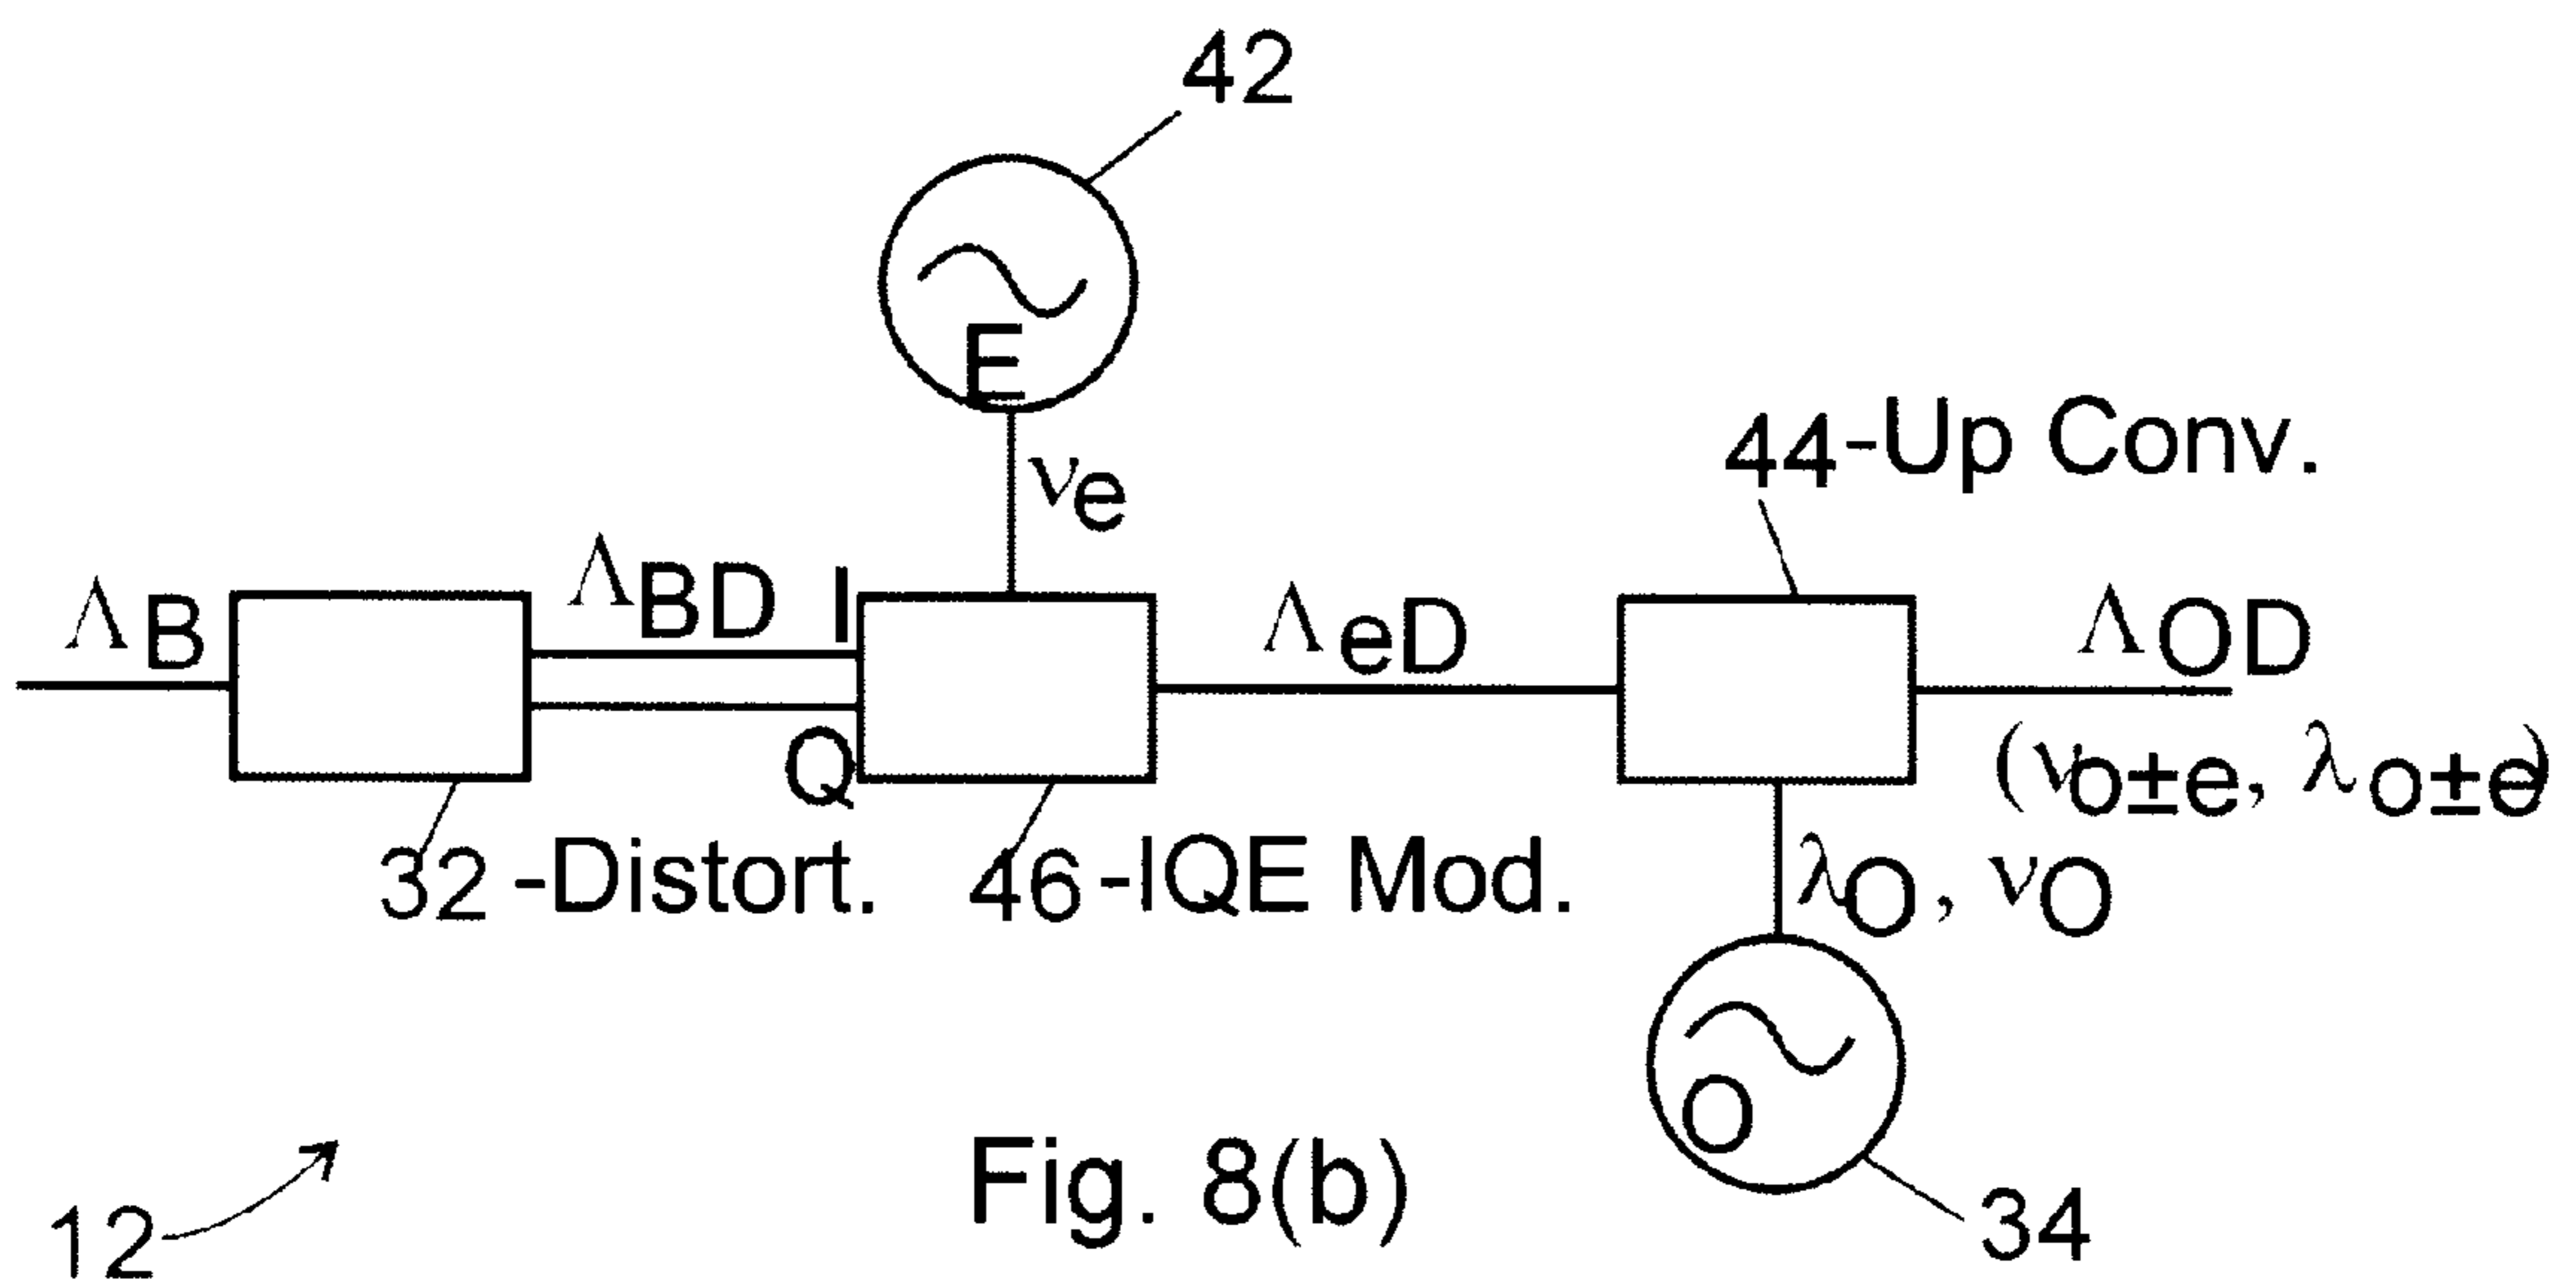 42
E
νe
44-Up Conv.
ΛB
ΛBD I
Q
ΛeD
ΛOD
(νo±e, λo±e)
32-Distort.
46-IQE Mod.
λO, νO
O
Fig. 8(b)
12
34